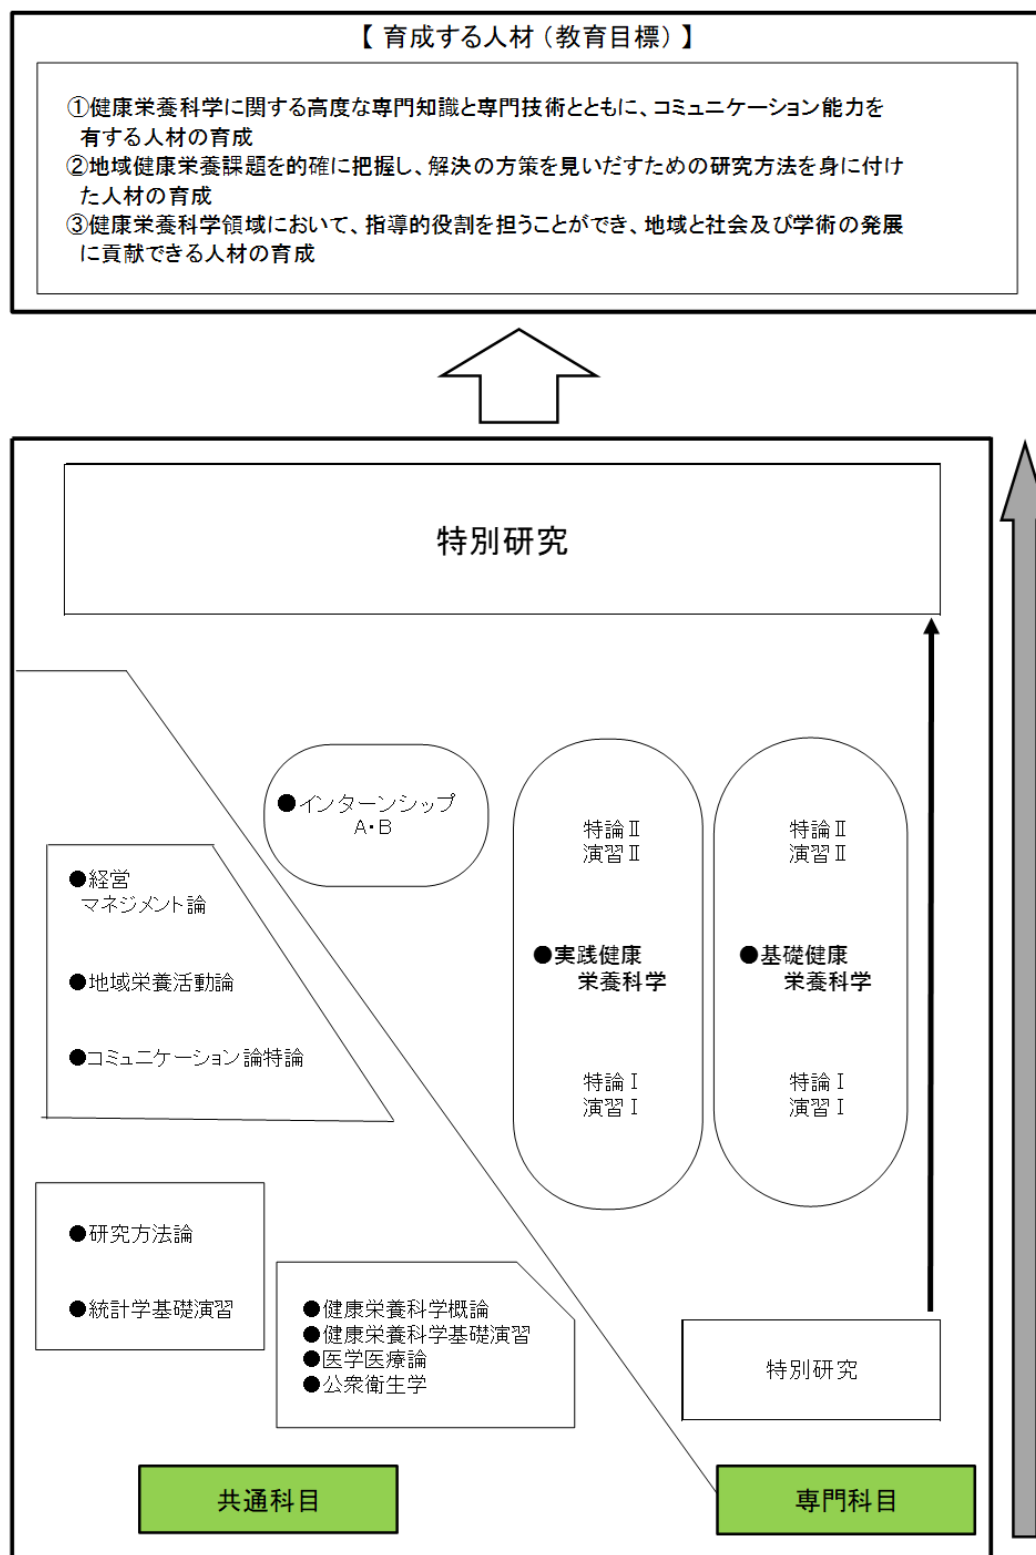 【 育成する人材（教育目標）】
①健康栄養科学に関する高度な専門知識と専門技術とともに、コミュニケーション能力を
有する人材の育成
②地域健康栄養課題を的確に把握し、解決の方策を見いだすための研究方法を身に付け
た人材の育成
③健康栄養科学領域において、指導的役割を担うことができ、地域と社会及び学術の発展
に貢献できる人材の育成
特別研究
●インターンシップ
A・B
●経営
マネジメント論
●地域栄養活動論
●コミュニケーション論特論
特論Ⅱ
演習Ⅱ
●実践健康
栄養科学
特論Ⅰ
演習Ⅰ
特論Ⅱ
演習Ⅱ
●基礎健康
栄養科学
特論Ⅰ
演習Ⅰ
●研究方法論
●統計学基礎演習
●健康栄養科学概論
●健康栄養科学基礎演習
●医学医療論
●公衆衛生学
特別研究
共通科目
専門科目